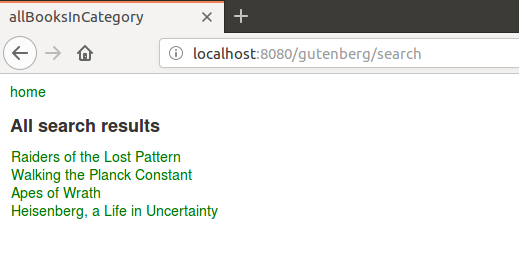 allBooksInCategory
localhost:8080/gutenberg/search
home
All search results
Raiders of the Lost Pattern
Walking the Planck Constant
Apes of Wrath
Heisenberg, a Life in Uncertainty